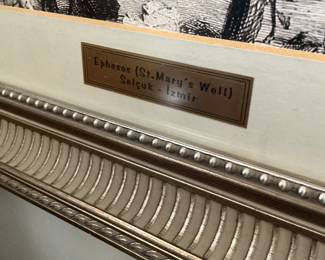 Ephesos (St.Mary's Well)
Selçuk - İzmir